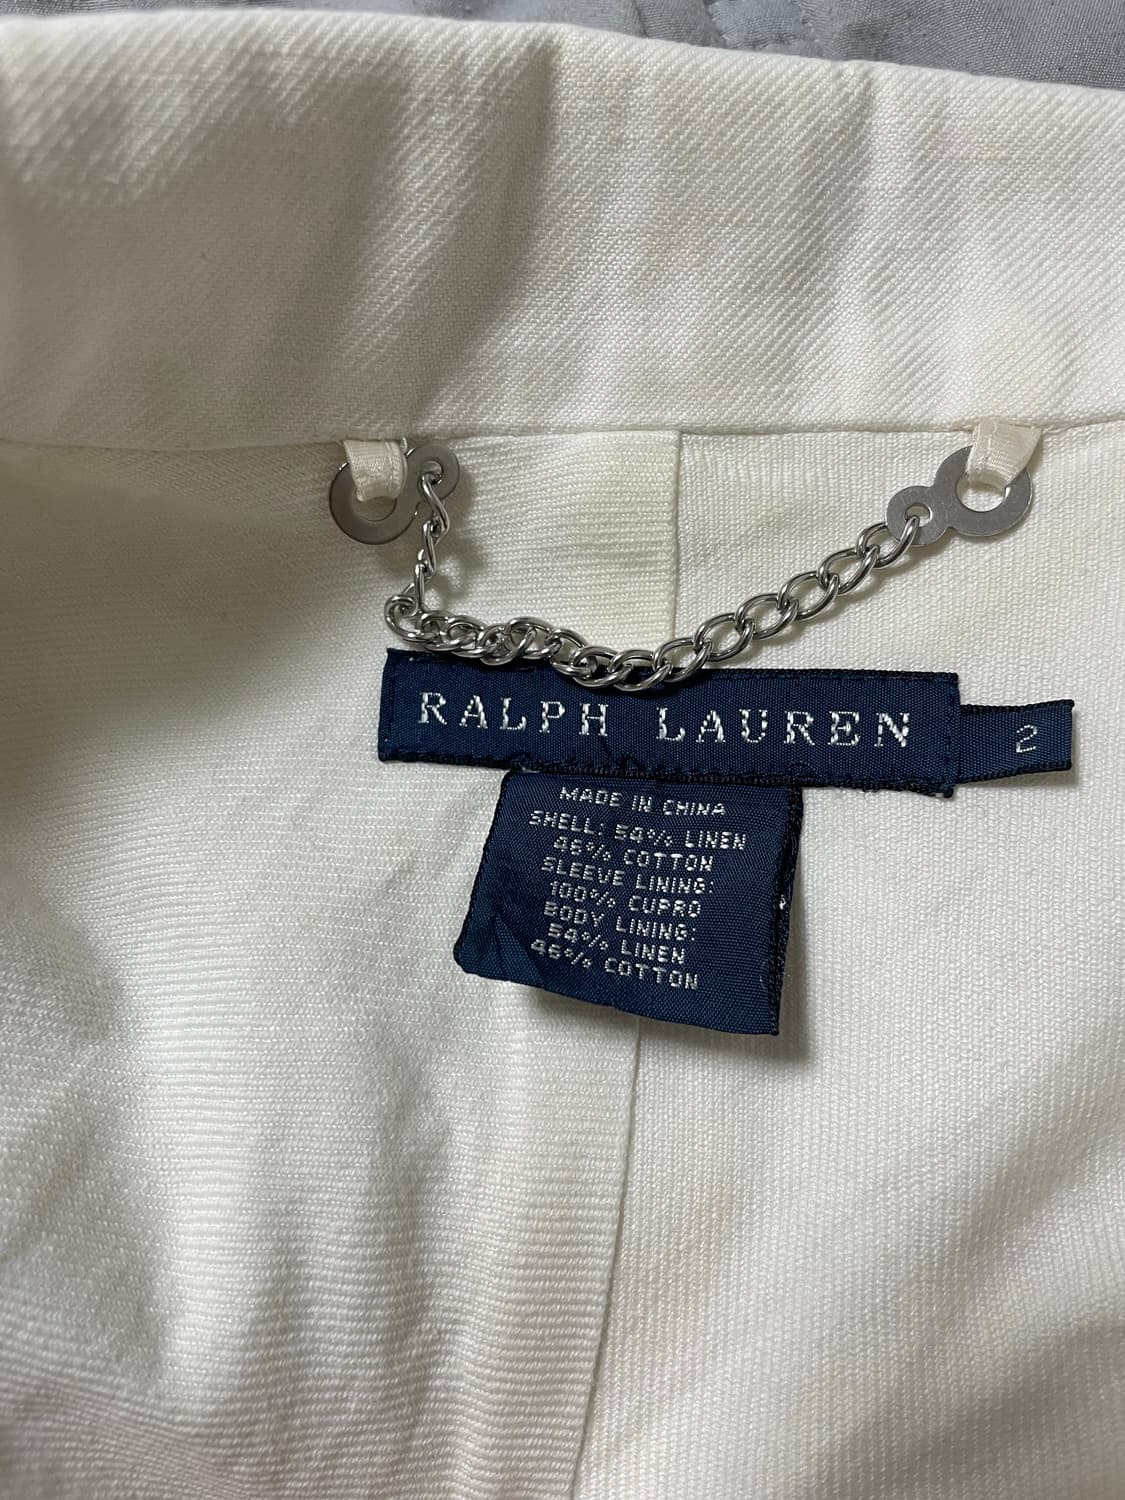 RALPH LAUREN
2
MADE IN CHINA
SHELL: 54% LINEN
46% COTTON
SLEEVE LINING:
100% CUPRO
BODY LINING:
54% LINEN
46% COTTON